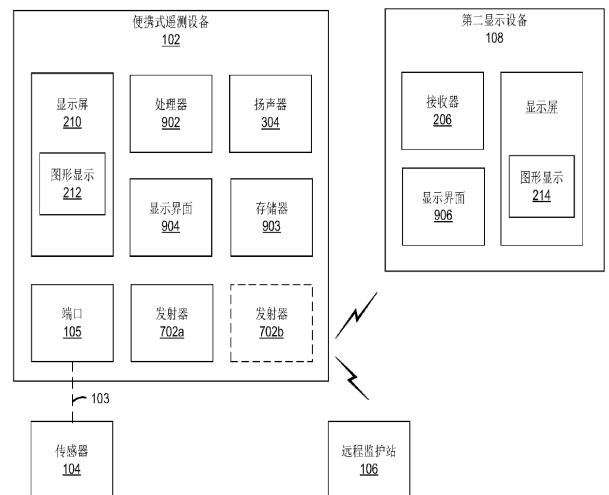 便携式遥测设备
102
显示屏
210
图形显示
212
处理器
902
扬声器
304
显示界面
904
存储器
903
端口
105
发射器
702a
发射器
702b
103
传感器
104
第二显示设备
108
接收器
206
显示界面
906
显示屏
图形显示
214
远程监护站
106